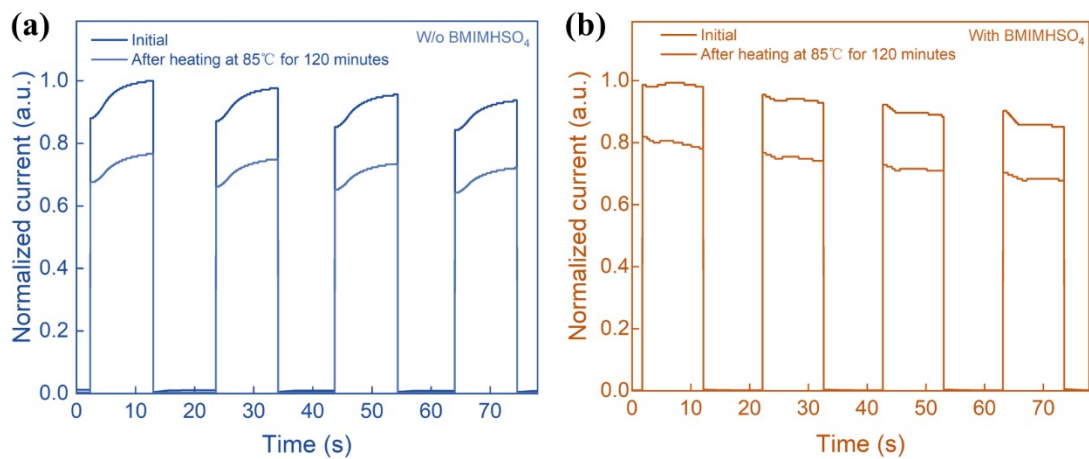 (a)
Initial
After heating at 85℃ for 120 minutes
W/o BMIMHSO₄
Normalized current (a.u.)
1.0
0.8
0.6
0.4
0.2
0.0
0 10 20 30 40 50 60 70
Time (s)
(b)
Initial
After heating at 85℃ for 120 minutes
With BMIMHSO₄
Normalized current (a.u.)
1.0
0.8
0.6
0.4
0.2
0.0
0 10 20 30 40 50 60 70
Time (s)